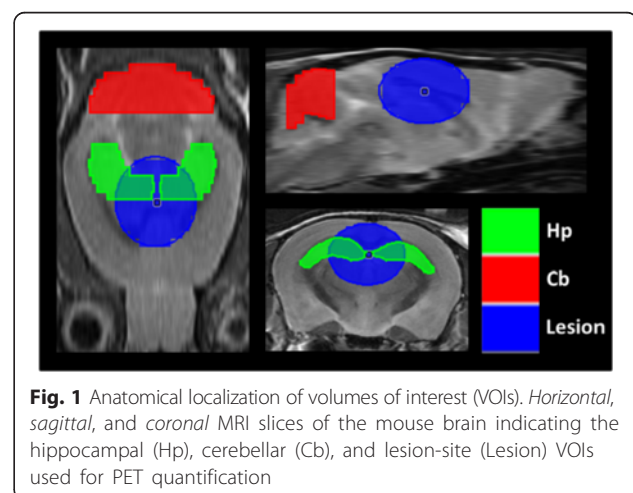 Hp
Cb
Lesion
Fig. 1 Anatomical localization of volumes of interest (VOIs). Horizontal,
sagittal, and coronal MRI slices of the mouse brain indicating the
hippocampal (Hp), cerebellar (Cb), and lesion-site (Lesion) VOIs
used for PET quantification